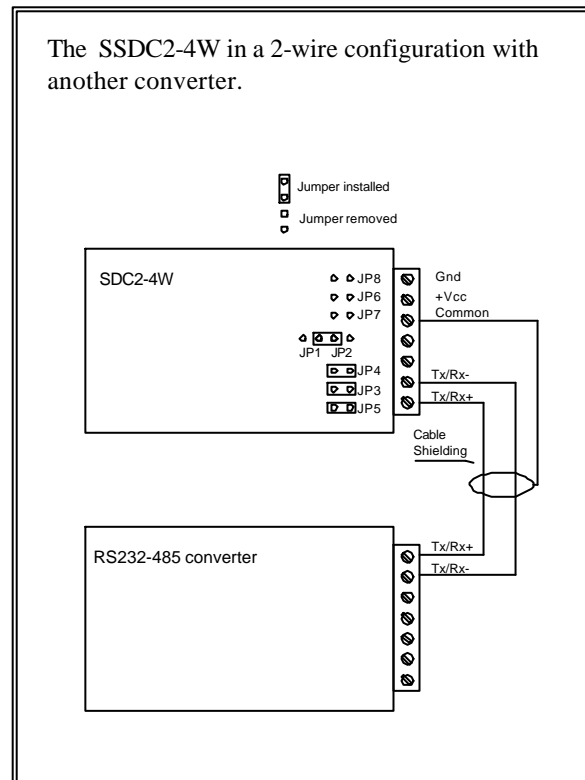 The SSDC2-4W in a 2-wire configuration with
another converter.
Jumper installed
Jumper removed
SDC2-4W
JP8
JP6
JP7
JP1 JP2
JP4
JP3
JP5
Gnd
+Vcc
Common
Tx/Rx-
Tx/Rx+
Cable
Shielding
RS232-485 converter
Tx/Rx+
Tx/Rx-